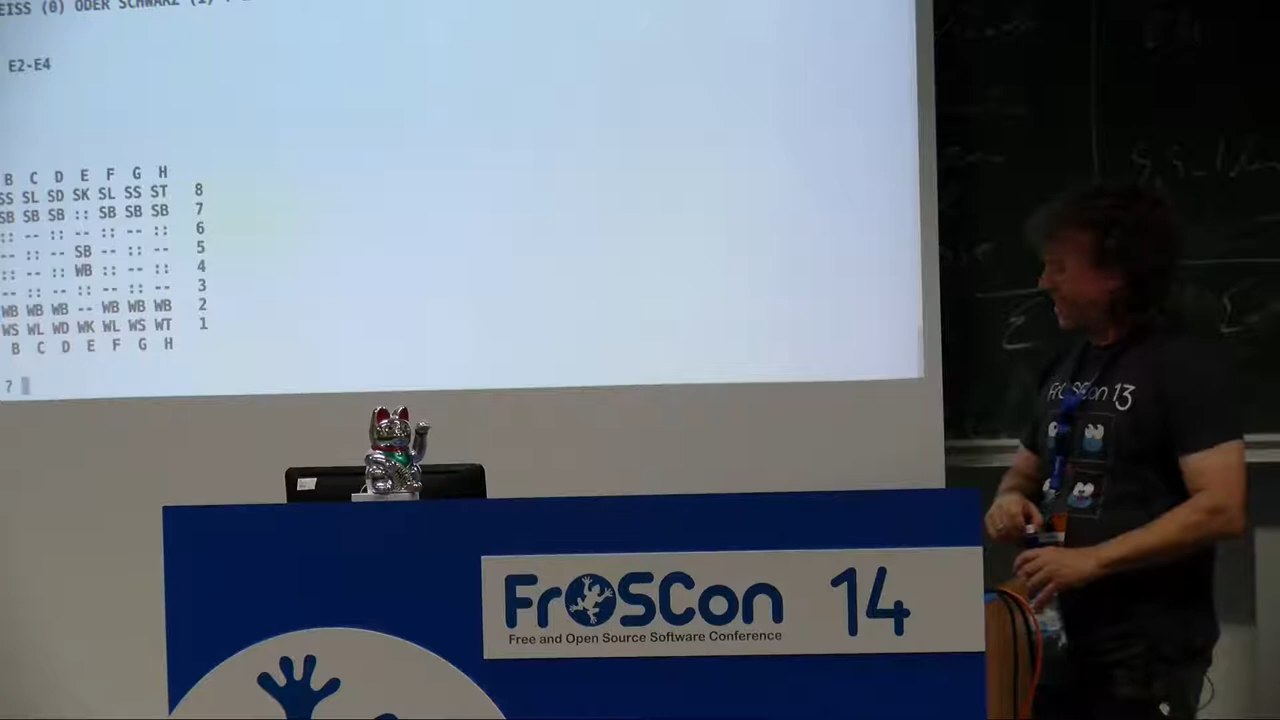 EISS (0) ODER SCHWARZ (1) ?
E2-E4
B C D E F G H
SS SL SD SK SL SS ST 8
SB SB SB :: SB SB SB 7
:: -- :: -- :: -- :: 6
-- :: -- SB -- :: -- 5
:: -- :: WB :: -- :: 4
-- :: -- :: -- :: -- 3
WB WB WB -- WB WB WB 2
WS WL WD WK WL WS WT 1
B C D E F G H
?
FrOSCon 13
FrOSCon 14
Free and Open Source Software Conference